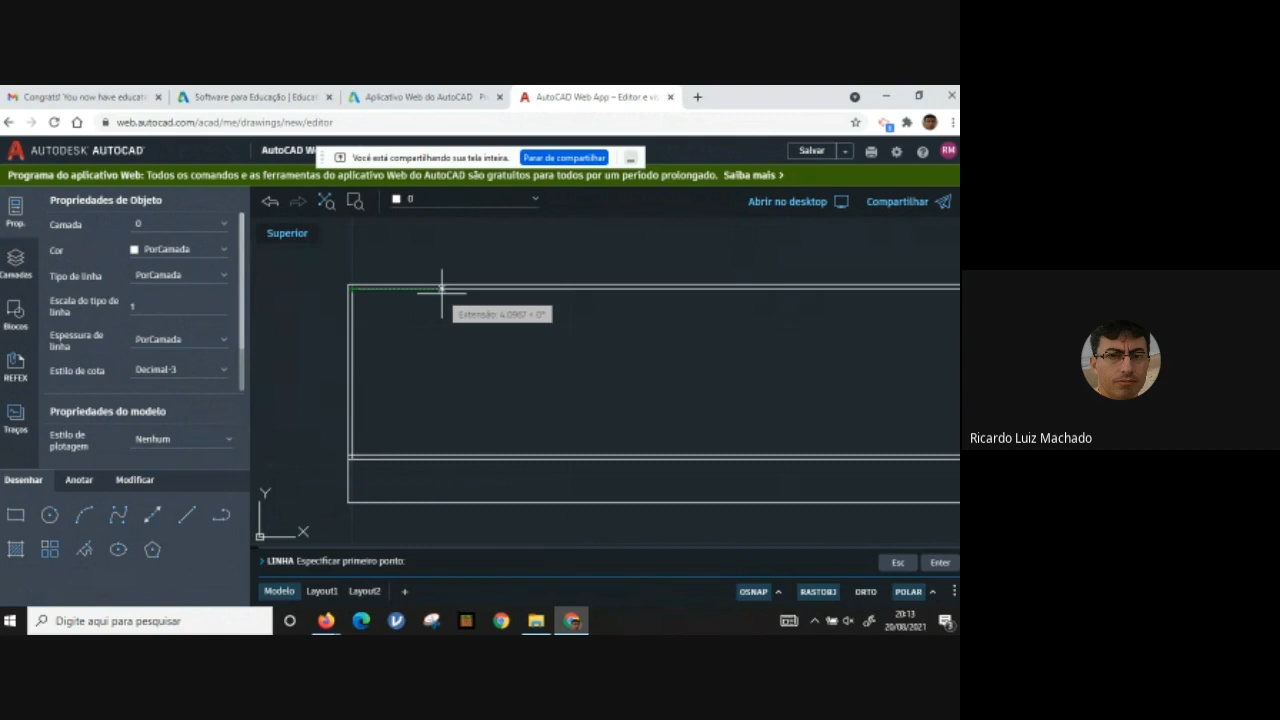 Congrats! You now have educati
Software para Educação | Educat
Aplicativo Web do AutoCAD
AutoCAD Web App – Editor e vi
web.autocad.com/acad/me/drawings/new/editor
AUTODESK® AUTOCAD®
AutoCAD W
Você está compartilhando sua tela inteira.
Parar de compartilhar
Salvar
RM
Programa do aplicativo Web: Todos os comandos e as ferramentas do aplicativo Web do AutoCAD são gratuitos para todos por um período prolongado. Saiba mais >
Prop.
Camadas
Blocos
REFEX
Traços
Propriedades de Objeto
Camada 0
Cor PorCamada
Tipo de linha PorCamada
Escala do tipo de
linha 1
Espessura de
linha PorCamada
Estilo de cota Decimal-3
Propriedades do modelo
Estilo de
plotagem Nenhum
Desenhar Anotar Modificar
0
Abrir no desktop
Compartilhar
Superior
Extensão: 4.0967 < 0°
Y
X
LINHA Especificar primeiro ponto:
Esc Enter
Modelo Layout1 Layout2 +
OSNAP RASTOBJ ORTO POLAR
Digite aqui para pesquisar
20:13
20/08/2021
Ricardo Luiz Machado